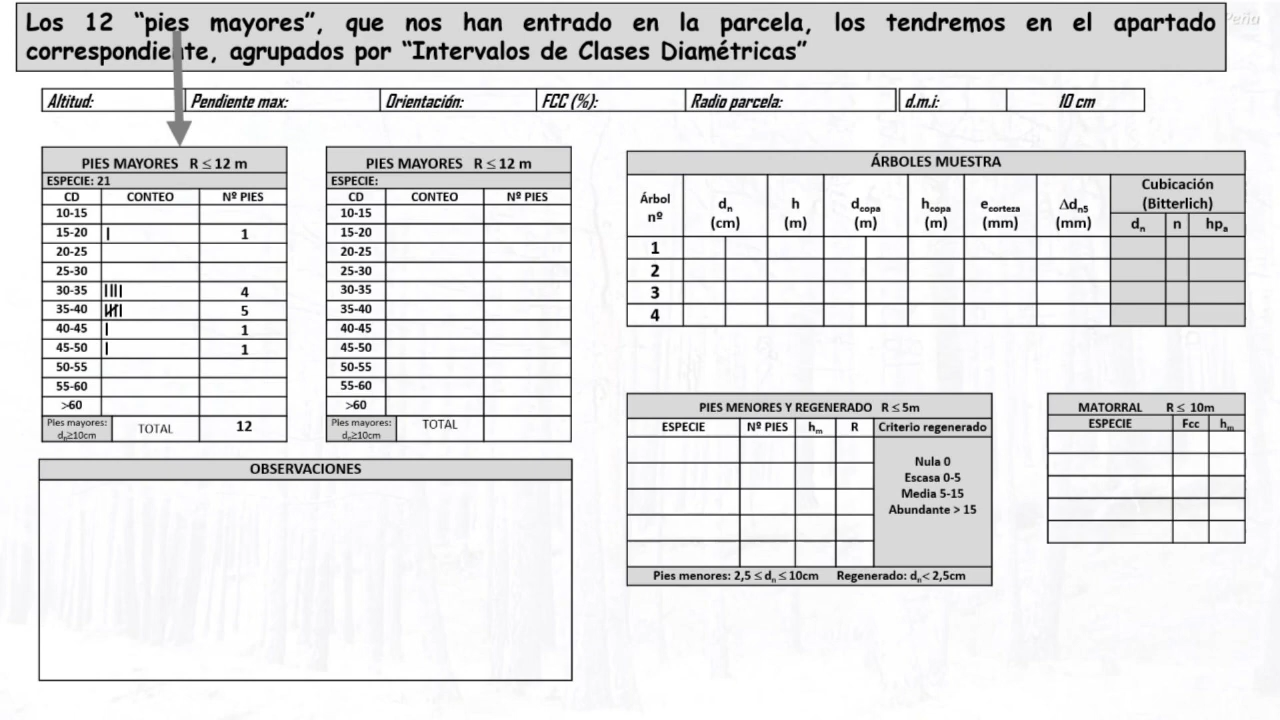 Los 12 “pies mayores”, que nos han entrado en la parcela, los tendremos en el apartado
correspondiente, agrupados por “Intervalos de Clases Diamétricas”
Peña
Altitud: Pendiente max: Orientación: FCC (%): Radio parcela: d.m.i: 10 cm
PIES MAYORES R ≤ 12 m
ESPECIE: 21
CD CONTEO Nº PIES
10-15
15-20 | 1
20-25
25-30
30-35 |||| 4
35-40 5
40-45 | 1
45-50 | 1
50-55
55-60
>60
Pies mayores: dn≥10cm TOTAL 12
PIES MAYORES R ≤ 12 m
ESPECIE:
CD CONTEO Nº PIES
10-15
15-20
20-25
25-30
30-35
35-40
40-45
45-50
50-55
55-60
>60
Pies mayores: dn≥10cm TOTAL
OBSERVACIONES
ÁRBOLES MUESTRA
Árbol nº dn (cm) h (m) dcopa (m) hcopa (m) ecorteza (mm) Δdn5 (mm) Cubicación (Bitterlich)
dn n hpa
1
2
3
4
PIES MENORES Y REGENERADO R ≤ 5m
ESPECIE Nº PIES hm R Criterio regenerado
Nula 0
Escasa 0-5
Media 5-15
Abundante > 15
Pies menores: 2,5 ≤ dn ≤ 10cm Regenerado: dn< 2,5cm
MATORRAL R ≤ 10m
ESPECIE Fcc hm